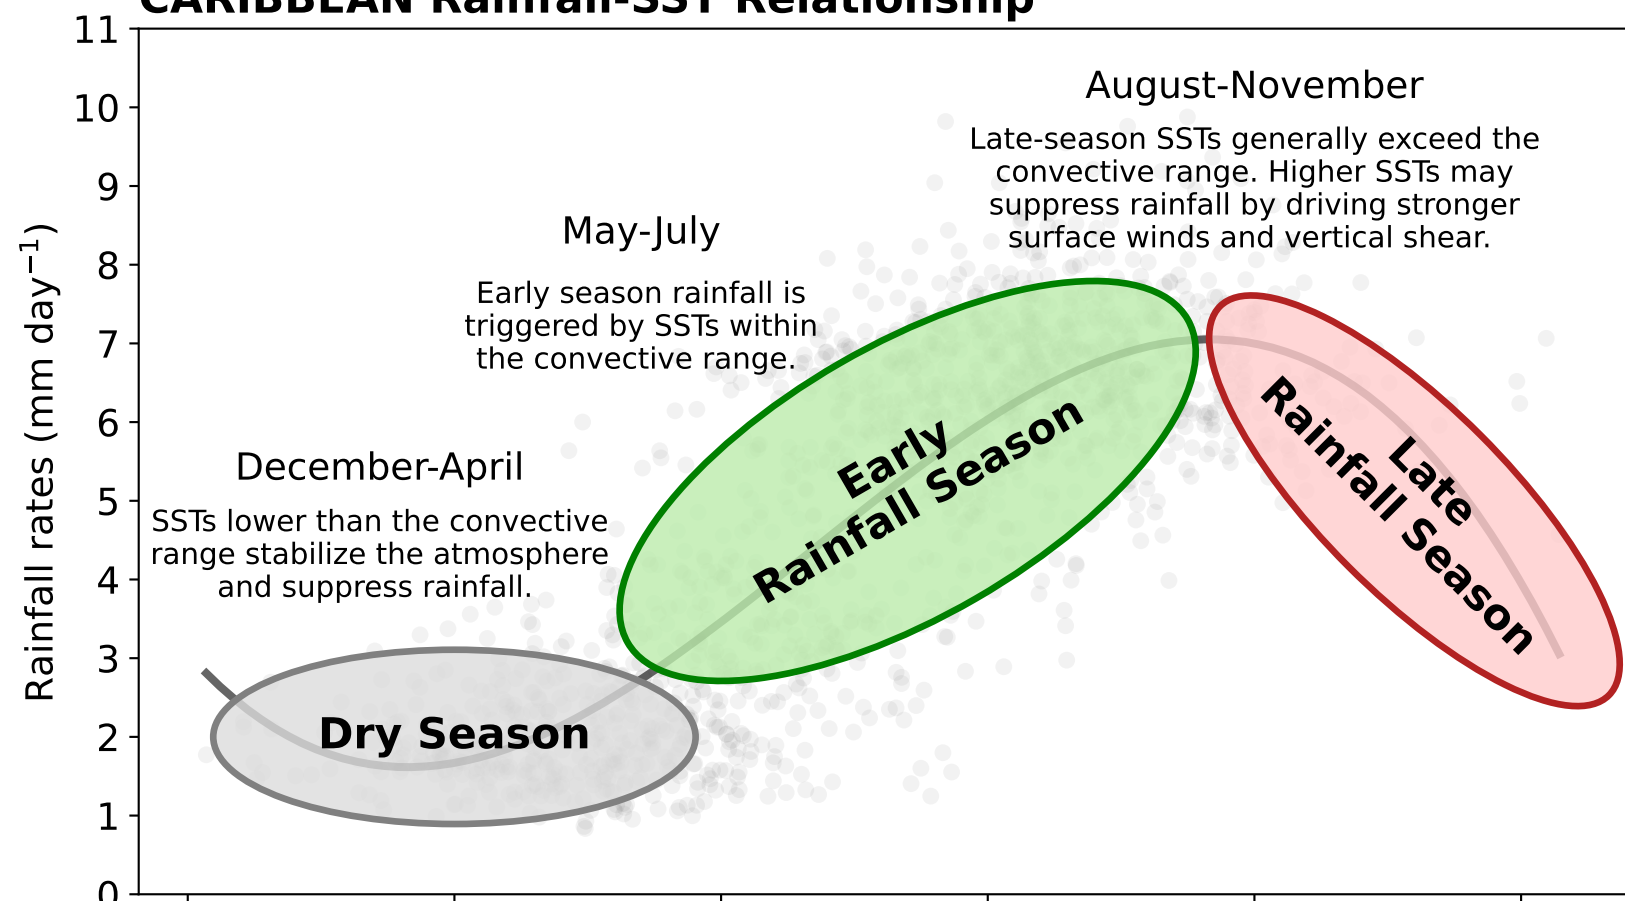 CARIBBEAN Rainfall-SST Relationship
11
10
9
8
7
6
5
4
3
2
1
0
Rainfall rates (mm day⁻¹)
August-November
Late-season SSTs generally exceed the
convective range. Higher SSTs may
suppress rainfall by driving stronger
surface winds and vertical shear.
May-July
Early season rainfall is
triggered by SSTs within
the convective range.
December-April
SSTs lower than the convective
range stabilize the atmosphere
and suppress rainfall.
Early
Rainfall Season
Late
Rainfall Season
Dry Season